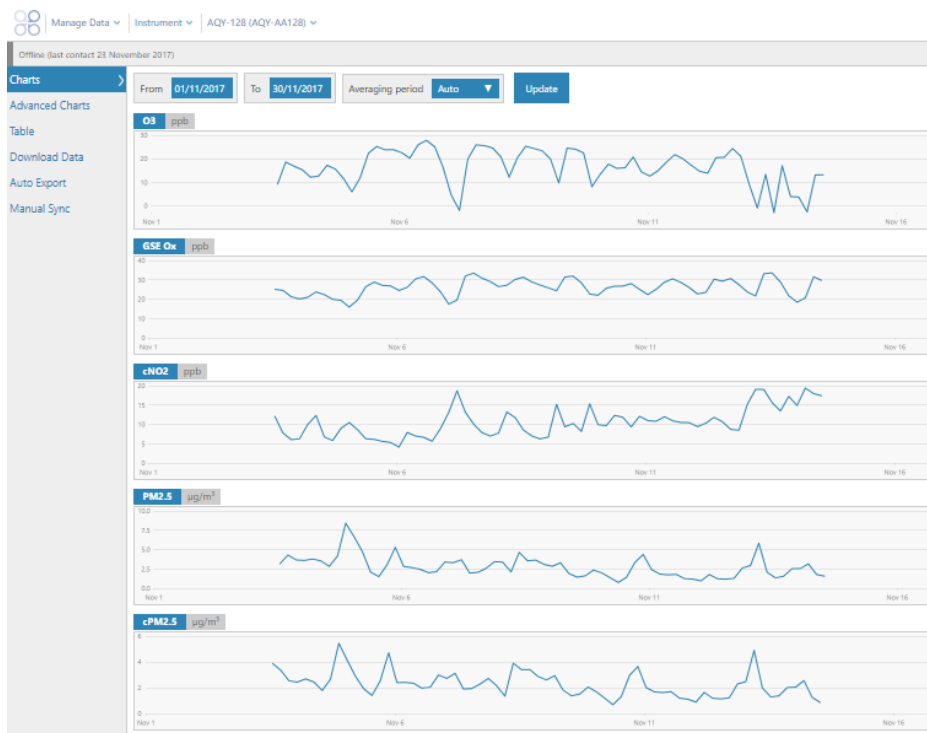 Manage Data Instrument AQY-128 (AQY-AA128)
Offline (last contact 23 November 2017)
Charts
Advanced Charts
Table
Download Data
Auto Export
Manual Sync
From 01/11/2017 To 30/11/2017 Averaging period Auto Update
O3 ppb
30
20
10
0
Nov 1 Nov 6 Nov 11 Nov 16
GSE Ox ppb
40
30
20
10
0
Nov 1 Nov 6 Nov 11 Nov 16
cNO2 ppb
20
15
10
5
0
Nov 1 Nov 6 Nov 11 Nov 16
PM2.5 µg/m³
10.0
7.5
5.0
2.5
0.0
Nov 1 Nov 6 Nov 11 Nov 16
cPM2.5 µg/m³
6
4
2
0
Nov 1 Nov 6 Nov 11 Nov 16